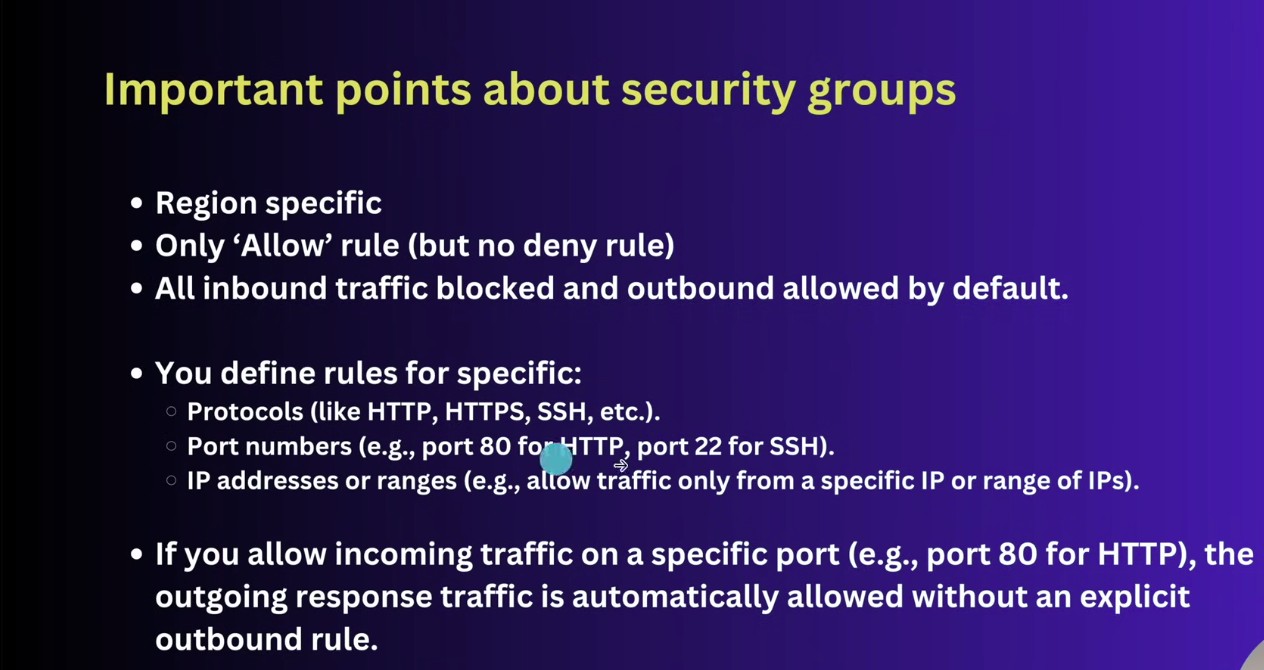 Important points about security groups
• Region specific
• Only ‘Allow’ rule (but no deny rule)
• All inbound traffic blocked and outbound allowed by default.
• You define rules for specific:
○ Protocols (like HTTP, HTTPS, SSH, etc.).
○ Port numbers (e.g., port 80 for HTTP, port 22 for SSH).
○ IP addresses or ranges (e.g., allow traffic only from a specific IP or range of IPs).
• If you allow incoming traffic on a specific port (e.g., port 80 for HTTP), the
outgoing response traffic is automatically allowed without an explicit
outbound rule.